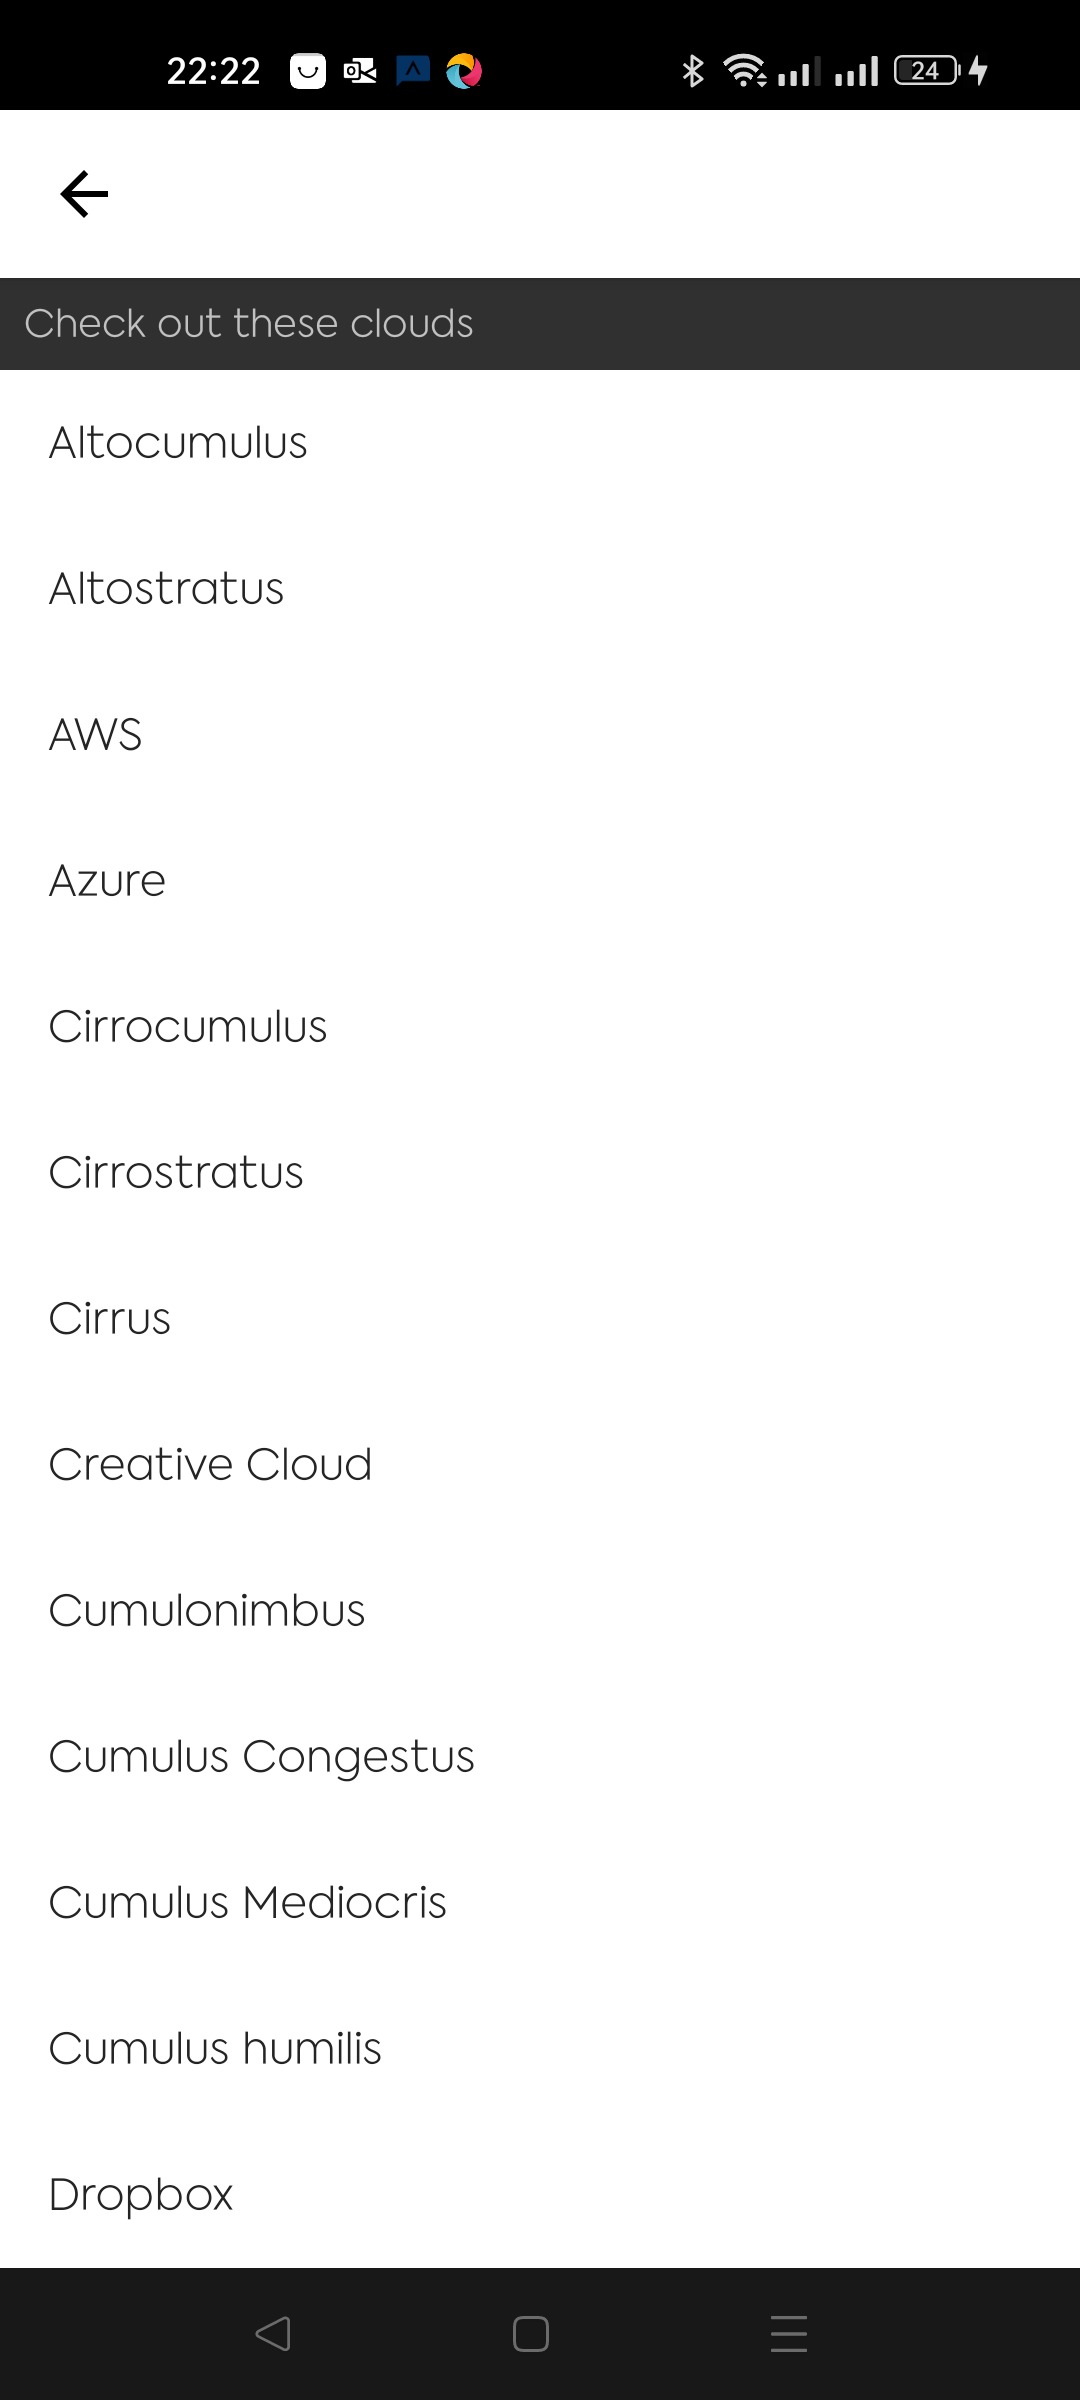 22:22
24
Check out these clouds
Altocumulus
Altostratus
AWS
Azure
Cirrocumulus
Cirrostratus
Cirrus
Creative Cloud
Cumulonimbus
Cumulus Congestus
Cumulus Mediocris
Cumulus humilis
Dropbox